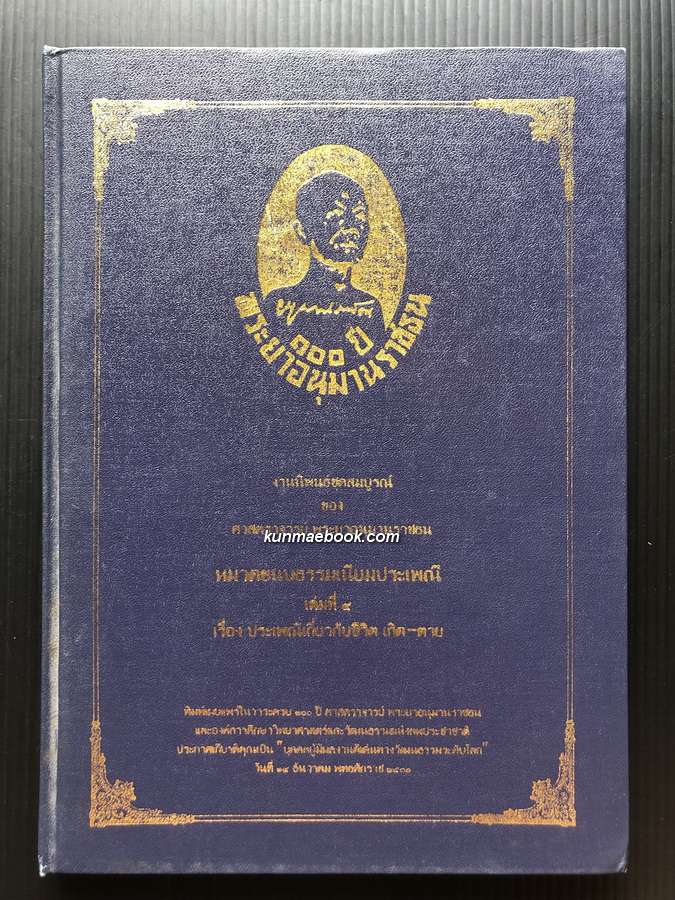 ๑๐๐ ปี
พระยาอนุมานราชธน
งานนิพนธ์ชุดสมบูรณ์
ของ
ศาสตราจารย์ พระยาอนุมานราชธน
kunmaebook.com
หมวดขนบธรรมเนียมประเพณี
เล่มที่
เรื่อง ประเพณีเกี่ยวกับชีวิต เกิด-ตาย
พิมพ์เผยแพร่ในวาระครบ ๑๐๐ ปี ศาสตราจารย์ พระยาอนุมานราชธน
และองค์การศึกษา วิทยาศาสตร์และวัฒนธรรมแห่งสหประชาชาติ
ประกาศเกียรติคุณเป็น "บุคคลผู้มีผลงานดีเด่นทางวัฒนธรรมระดับโลก"
วันที่ ๑๔ ธันวาคม พุทธศักราช ๒๕๓๑